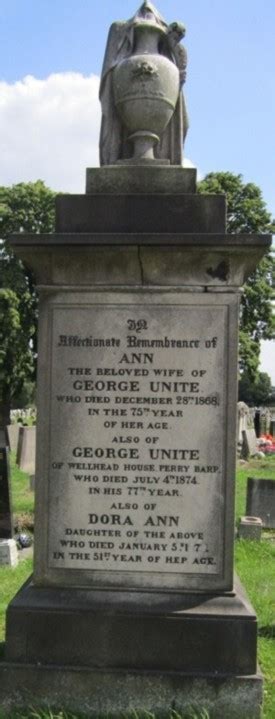 In
Affectionate Remembrance of
ANN
THE BELOVED WIFE OF
GEORGE UNITE.
WHO DIED DECEMBER 28TH 1868,
IN THE 75TH YEAR
OF HER AGE.
ALSO OF
GEORGE UNITE
OF WELLHEAD HOUSE, PERRY BARR,
WHO DIED JULY 4TH 1874,
IN HIS 77TH YEAR.
ALSO OF
DORA ANN
DAUGHTER OF THE ABOVE
WHO DIED JANUARY
IN THE 51ST YEAR OF HER AGE.